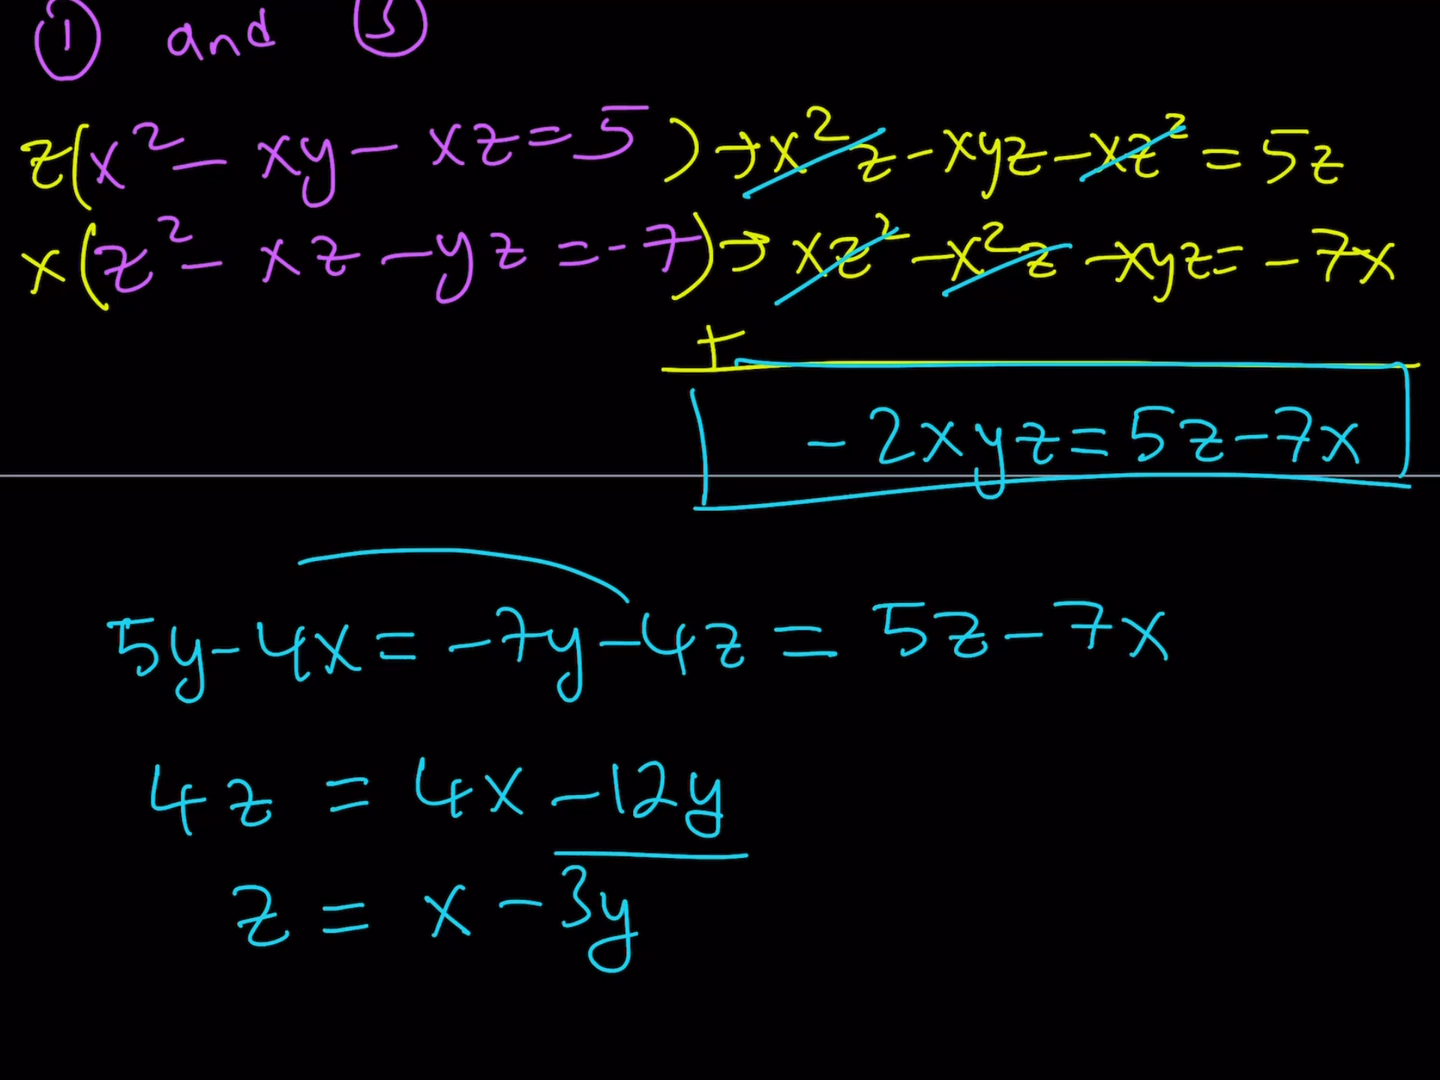 ① and ③
z(x² - xy - xz = 5) → x²z - xyz - xz² = 5z
x(z² - xz - yz = -7) → xz² - x²z - xyz = -7x
+
-2xyz = 5z - 7x
5y - 4x = -7y - 4z = 5z - 7x
4z = 4x - 12y
z = x - 3y